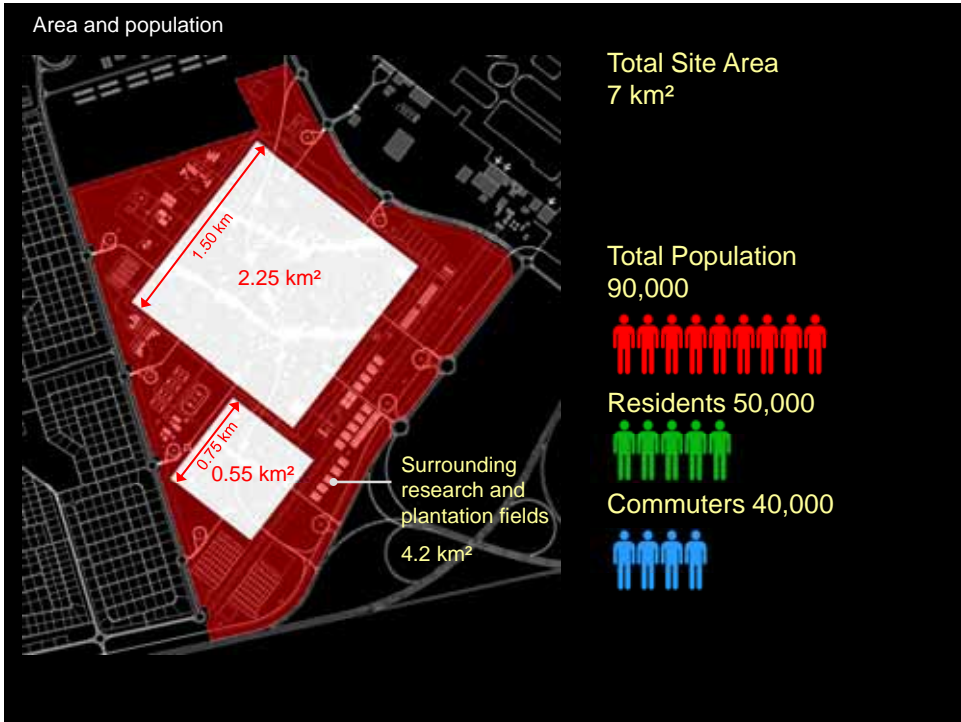 Area and population
Total Site Area
7 km²
1.50 km
2.25 km²
Total Population
90,000
Residents 50,000
0.75 km
0.55 km²
Surrounding
research and
plantation fields
4.2 km²
Commuters 40,000